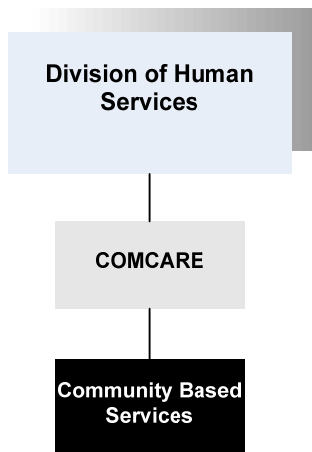 Division of Human
Services
COMCARE
Community Based
Services